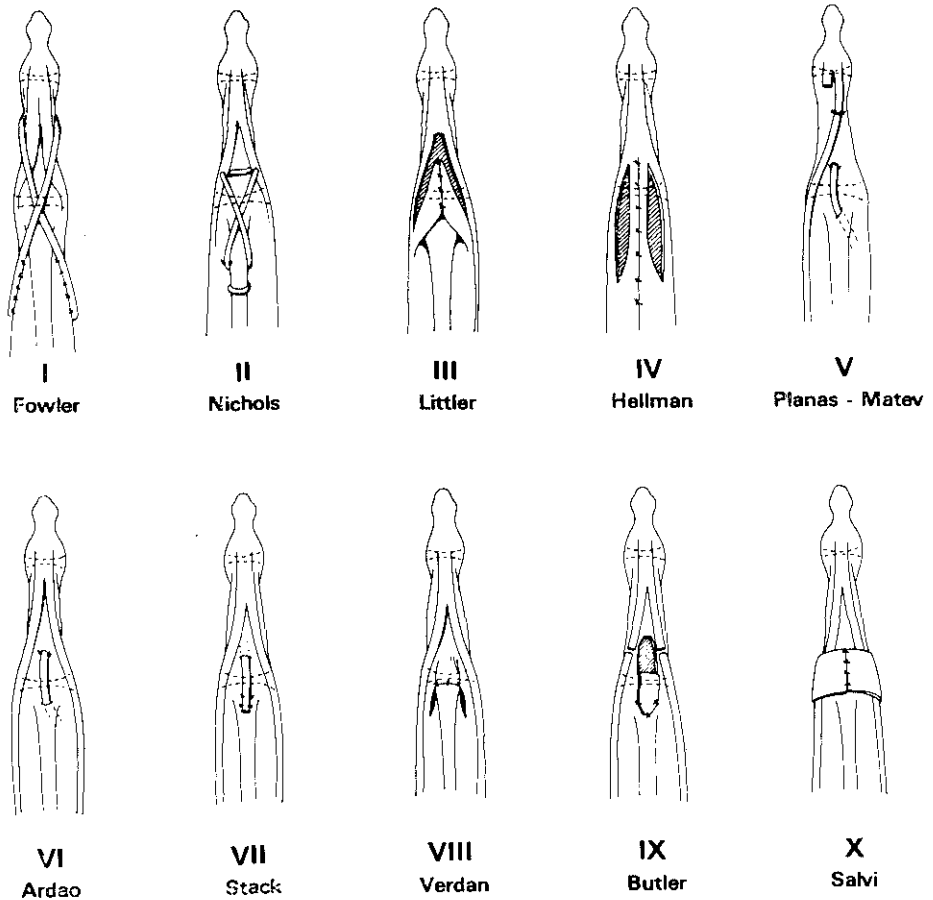 I II III IV V
Fowler Nichols Littler Hellman Planas - Matev
VI VII VIII IX X
Ardao Stack Verdan Butler Salvi